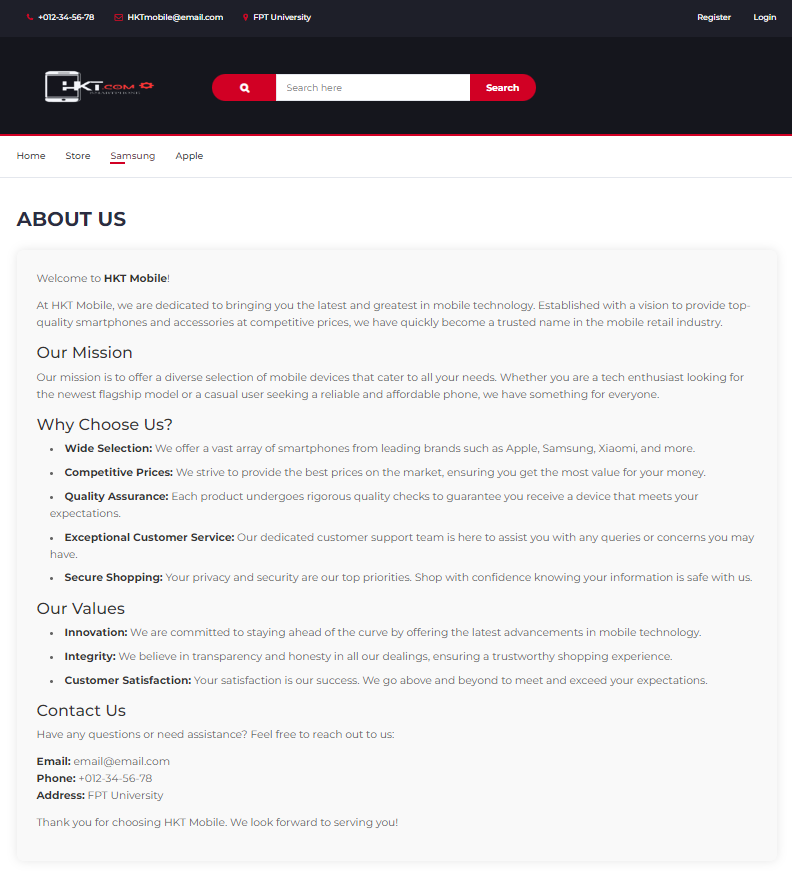 +012-34-56-78 HKTmobile@email.com FPT University Register Login
HKT.COM
Search here Search
Home Store Samsung Apple
ABOUT US
Welcome to HKT Mobile!
At HKT Mobile, we are dedicated to bringing you the latest and greatest in mobile technology. Established with a vision to provide top-
quality smartphones and accessories at competitive prices, we have quickly become a trusted name in the mobile retail industry.
Our Mission
Our mission is to offer a diverse selection of mobile devices that cater to all your needs. Whether you are a tech enthusiast looking for
the newest flagship model or a casual user seeking a reliable and affordable phone, we have something for everyone.
Why Choose Us?
• Wide Selection: We offer a vast array of smartphones from leading brands such as Apple, Samsung, Xiaomi, and more.
• Competitive Prices: We strive to provide the best prices on the market, ensuring you get the most value for your money.
• Quality Assurance: Each product undergoes rigorous quality checks to guarantee you receive a device that meets your
expectations.
• Exceptional Customer Service: Our dedicated customer support team is here to assist you with any queries or concerns you may
have.
• Secure Shopping: Your privacy and security are our top priorities. Shop with confidence knowing your information is safe with us.
Our Values
• Innovation: We are committed to staying ahead of the curve by offering the latest advancements in mobile technology.
• Integrity: We believe in transparency and honesty in all our dealings, ensuring a trustworthy shopping experience.
• Customer Satisfaction: Your satisfaction is our success. We go above and beyond to meet and exceed your expectations.
Contact Us
Have any questions or need assistance? Feel free to reach out to us:
Email: email@email.com
Phone: +012-34-56-78
Address: FPT University
Thank you for choosing HKT Mobile. We look forward to serving you!